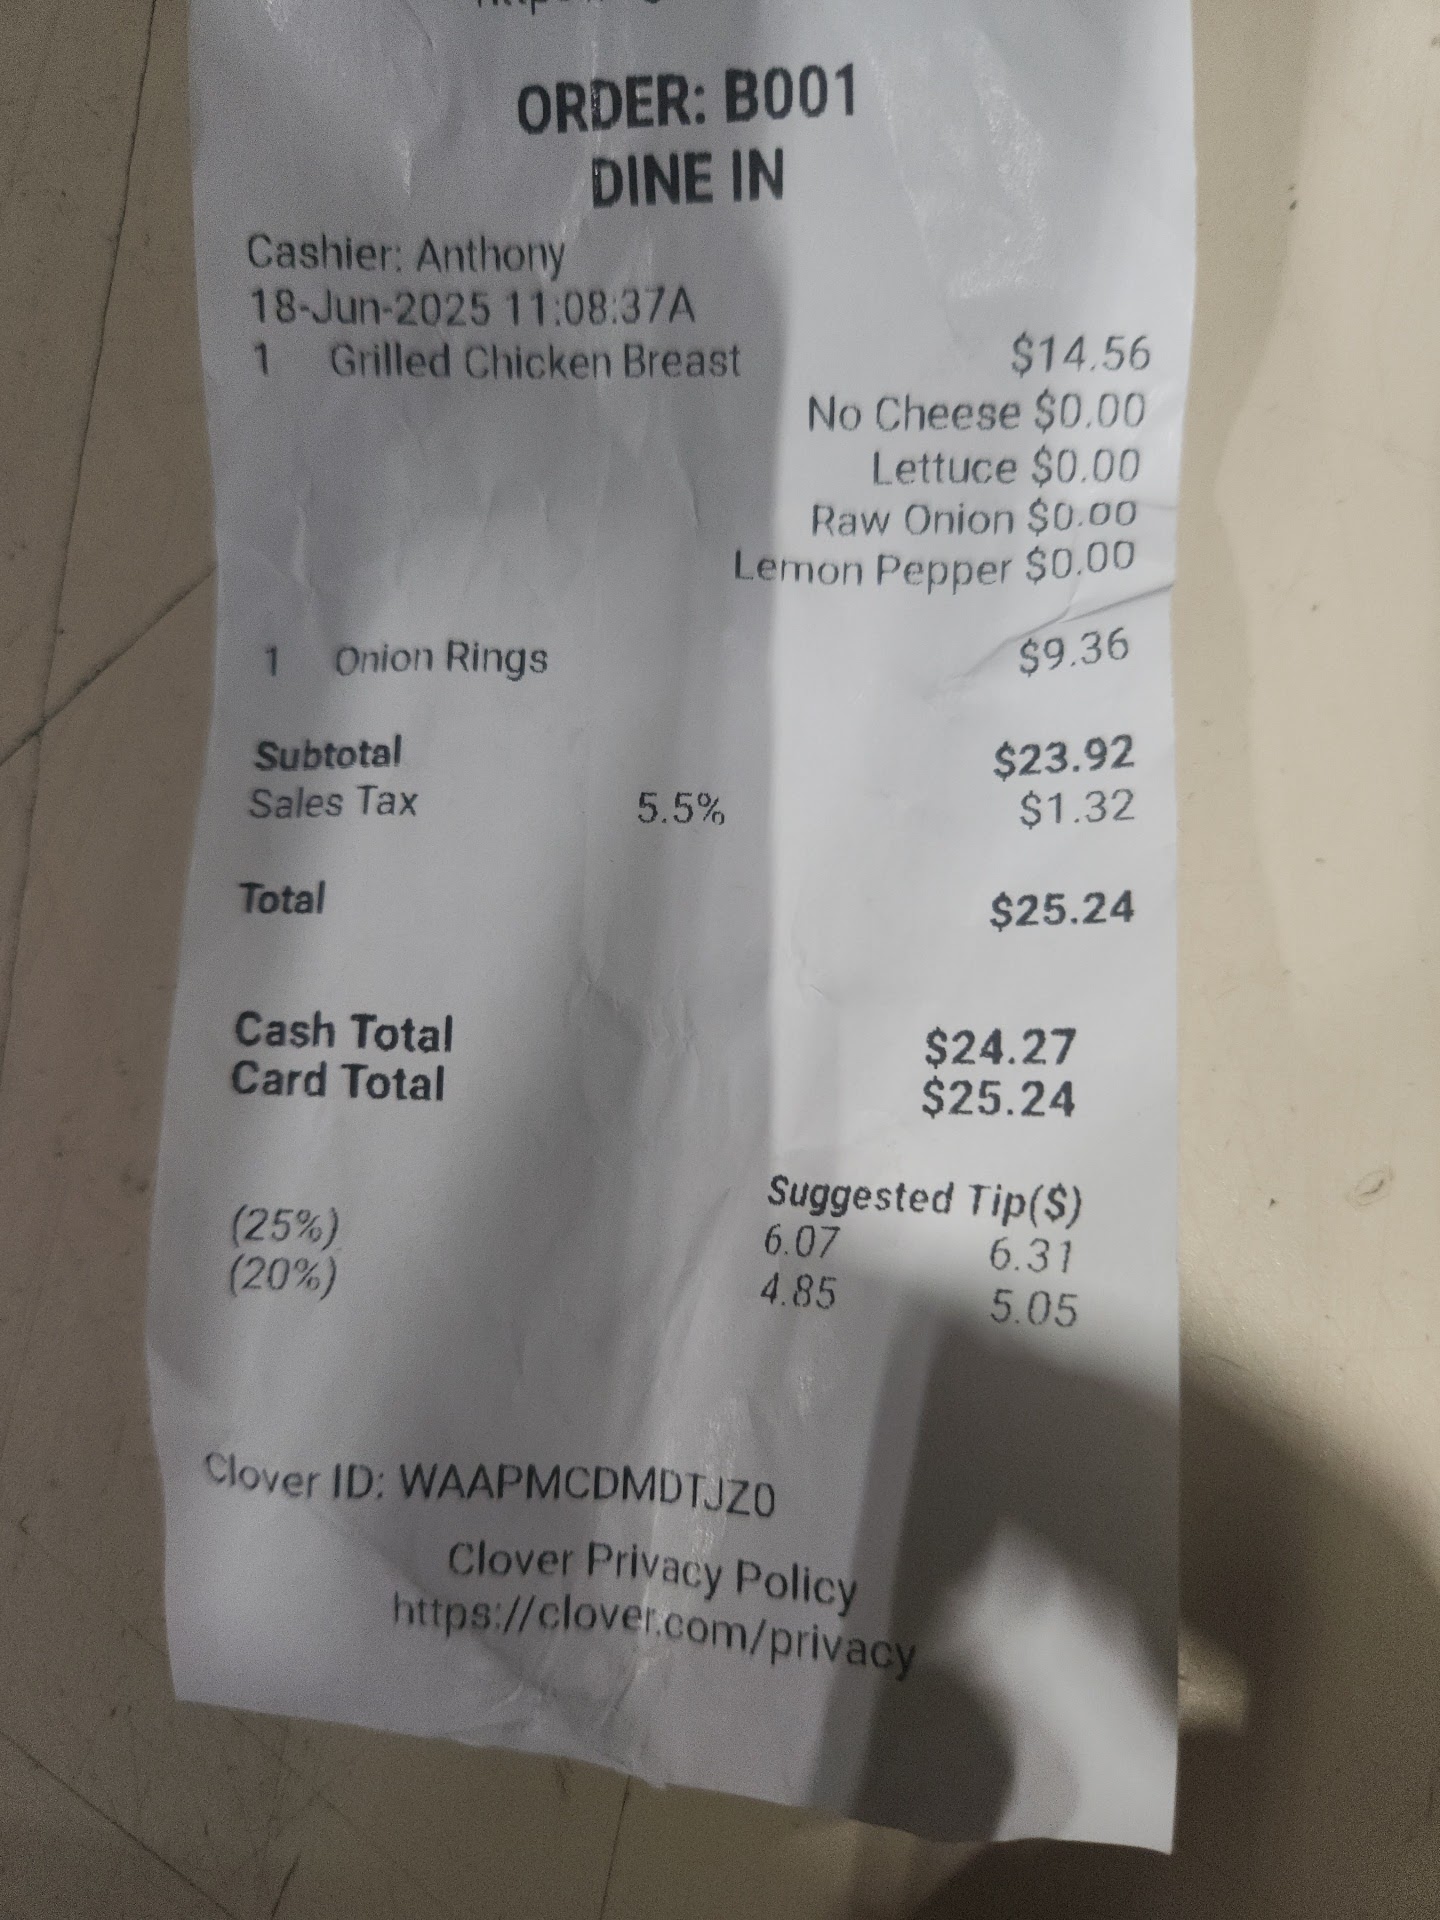 ORDER: B001
DINE IN
Cashier: Anthony
18-Jun-2025 11:08:37A
1 Grilled Chicken Breast $14.56
No Cheese $0.00
Lettuce $0.00
Raw Onion $0.00
Lemon Pepper $0.00
1 Onion Rings $9.36
Subtotal $23.92
Sales Tax 5.5% $1.32
Total $25.24
Cash Total $24.27
Card Total $25.24
Suggested Tip($)
(25%) 6.07 6.31
(20%) 4.85 5.05
Clover ID: WAAPMCDMDTJZ0
Clover Privacy Policy
https://clover.com/privacy